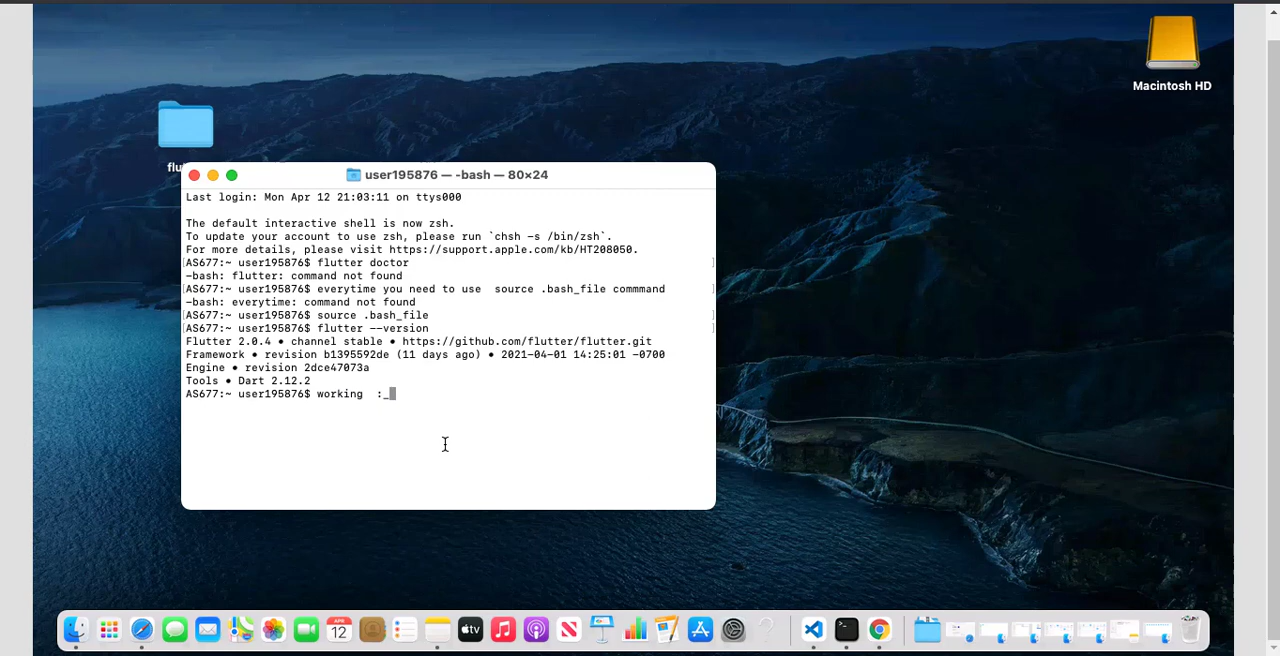 Macintosh HD
flu
user195876 — -bash — 80×24
Last login: Mon Apr 12 21:03:11 on ttys000
The default interactive shell is now zsh.
To update your account to use zsh, please run `chsh -s /bin/zsh`.
For more details, please visit https://support.apple.com/kb/HT208050.
[AS677:~ user195876$ flutter doctor ]
-bash: flutter: command not found
[AS677:~ user195876$ everytime you need to use  source .bash_file commmand ]
-bash: everytime: command not found
[AS677:~ user195876$ source .bash_file ]
[AS677:~ user195876$ flutter --version ]
Flutter 2.0.4 • channel stable • https://github.com/flutter/flutter.git
Framework • revision b1395592de (11 days ago) • 2021-04-01 14:25:01 -0700
Engine • revision 2dce47073a
Tools • Dart 2.12.2
AS677:~ user195876$ working  :_
APR
12
tv